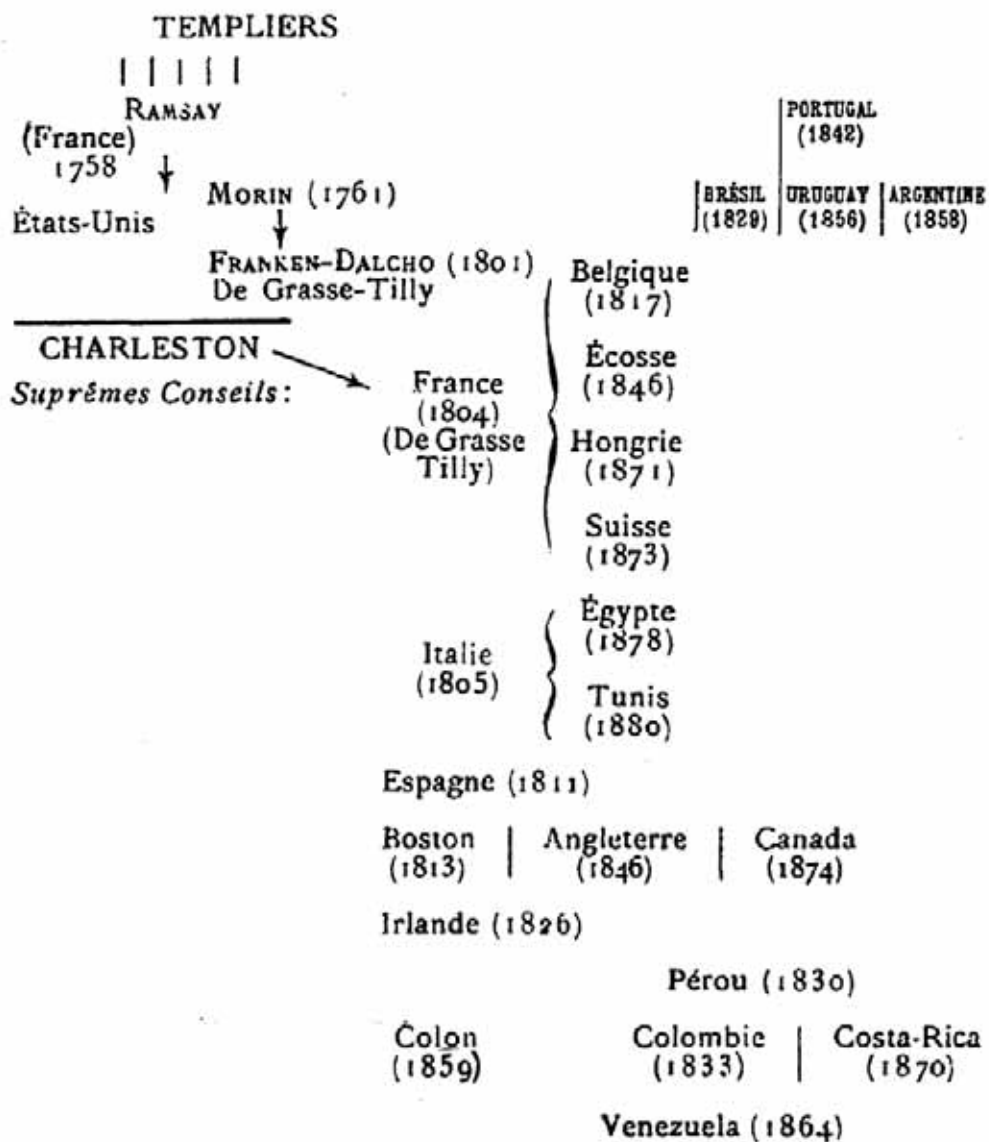 TEMPLIERS
RAMSAY
(France)
1758
États-Unis
MORIN (1761)
FRANKEN-DALCHO (1801)
De Grasse-Tilly
PORTUGAL
(1842)
BRÉSIL URUGUAY ARGENTINE
(1829) (1856) (1858)
CHARLESTON
Suprêmes Conseils:
France
(1804)
(De Grasse
Tilly)
Belgique
(1817)
Écosse
(1846)
Hongrie
(1871)
Suisse
(1873)
Italie
(1805)
Égypte
(1878)
Tunis
(1880)
Espagne (1811)
Boston Angleterre Canada
(1813) (1846) (1874)
Irlande (1826)
Pérou (1830)
Colon Colombie Costa-Rica
(1859) (1833) (1870)
Venezuela (1864)